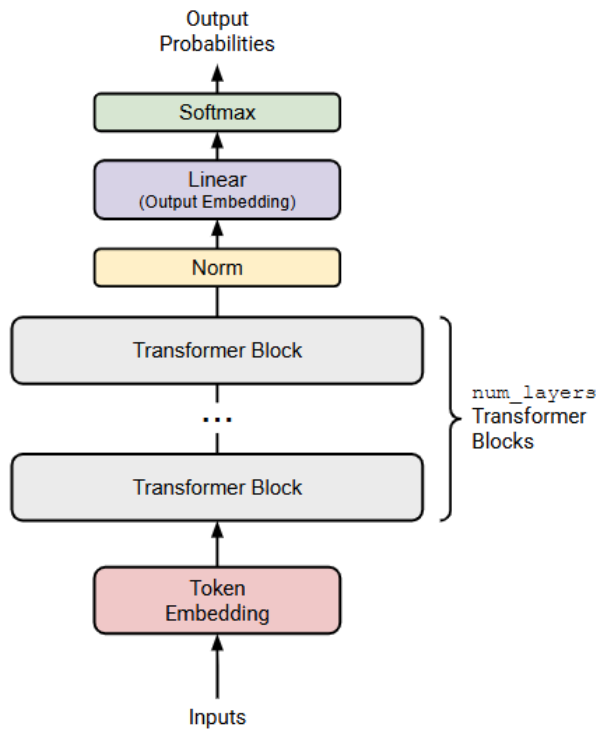 Output
Probabilities
Softmax
Linear
(Output Embedding)
Norm
Transformer Block
...
Transformer Block
num_layers
Transformer
Blocks
Token
Embedding
Inputs